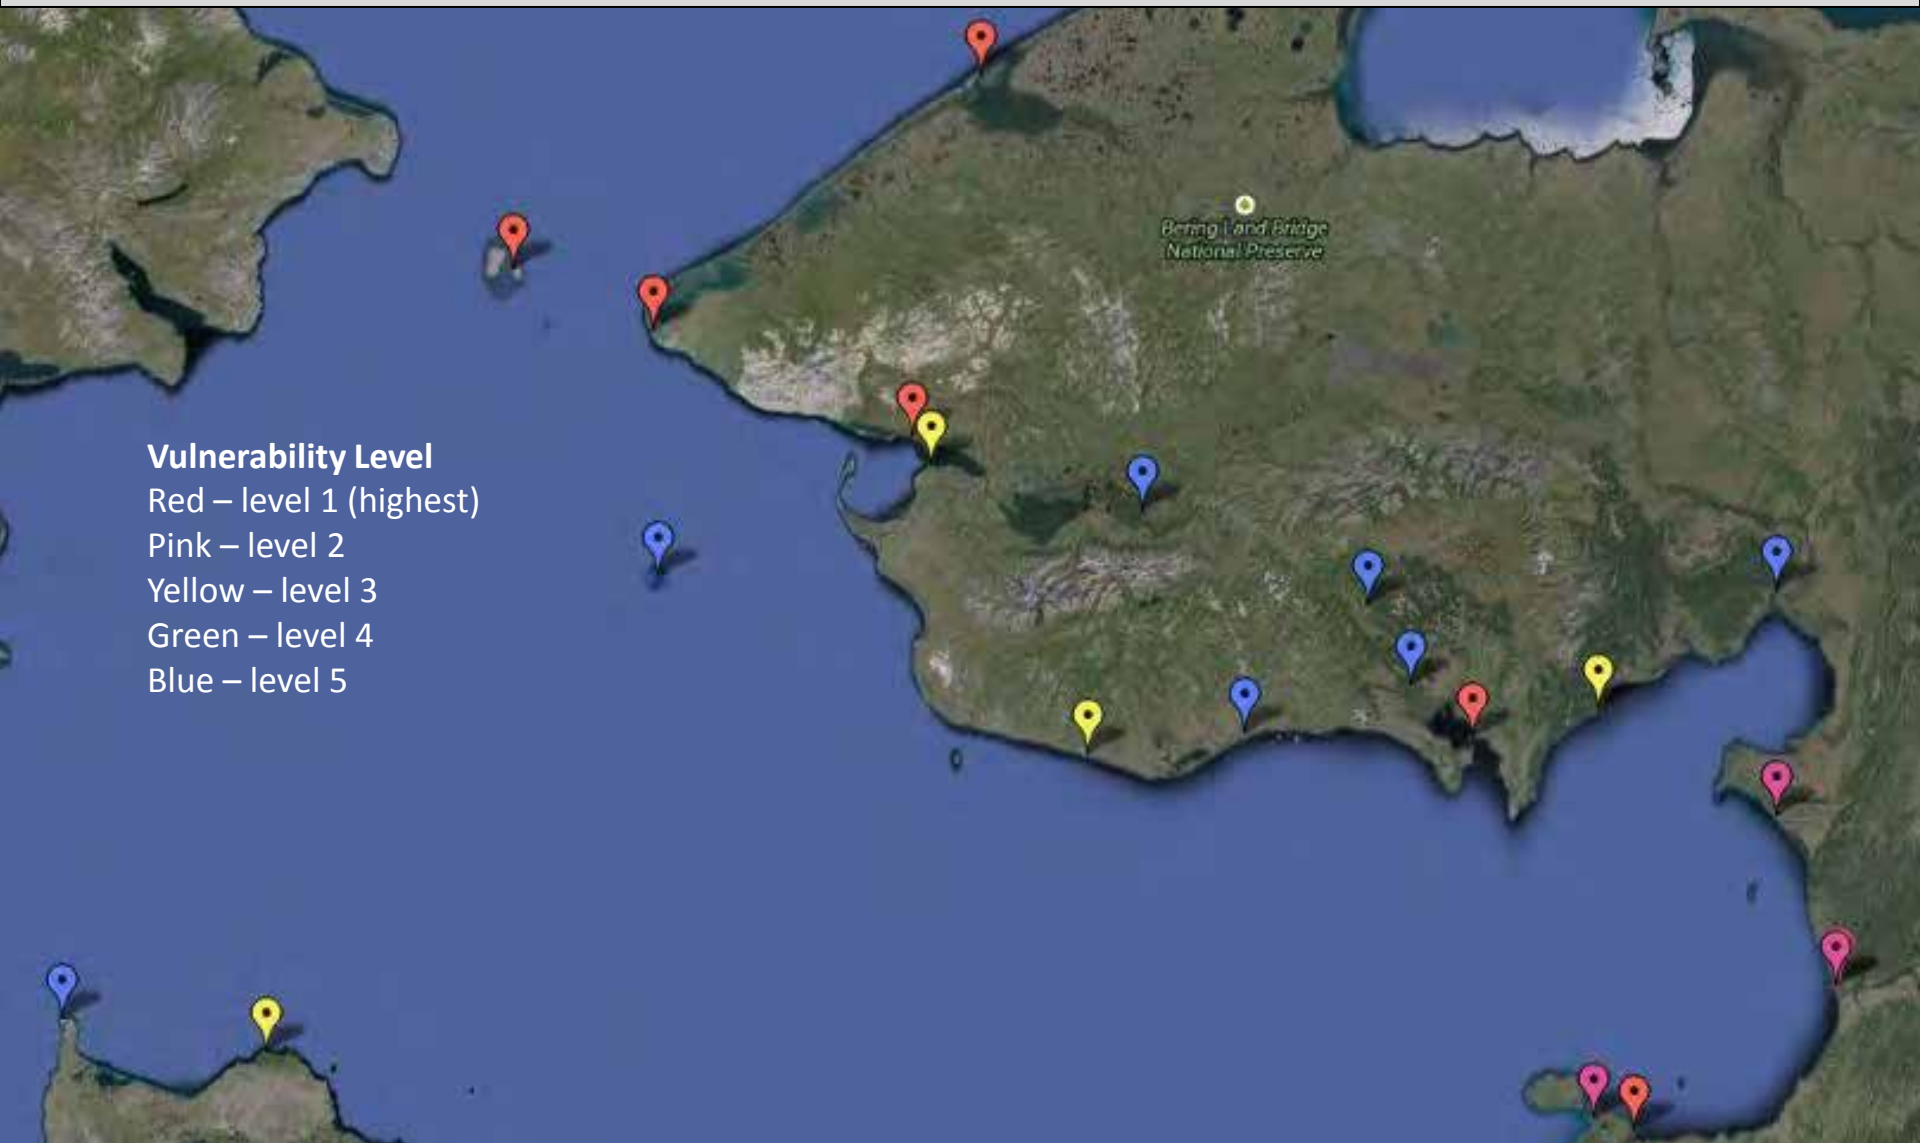 Bering Land Bridge
National Preserve
Vulnerability Level
Red – level 1 (highest)
Pink – level 2
Yellow – level 3
Green – level 4
Blue – level 5